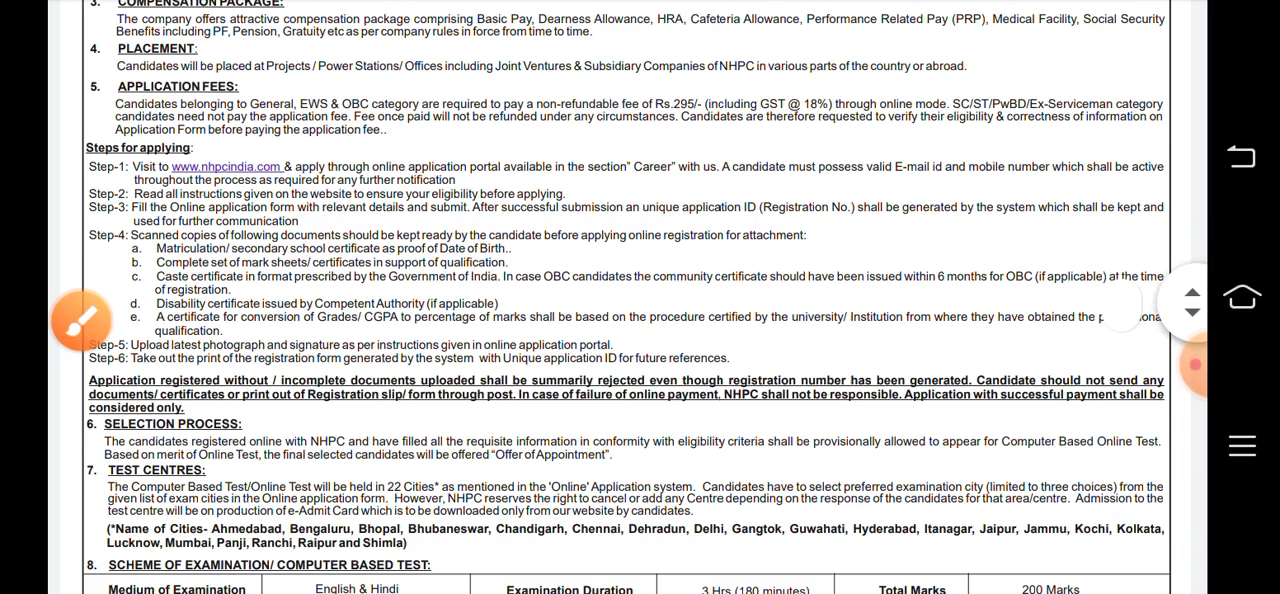 3. COMPENSATION PACKAGE:
The company offers attractive compensation package comprising Basic Pay, Dearness Allowance, HRA, Cafeteria Allowance, Performance Related Pay (PRP), Medical Facility, Social Security
Benefits including PF, Pension, Gratuity etc as per company rules in force from time to time.
4. PLACEMENT:
Candidates will be placed at Projects / Power Stations/ Offices including Joint Ventures & Subsidiary Companies of NHPC in various parts of the country or abroad.
5. APPLICATION FEES:
Candidates belonging to General, EWS & OBC category are required to pay a non-refundable fee of Rs.295/- (including GST @ 18%) through online mode. SC/ST/PwBD/Ex-Serviceman category
candidates need not pay the application fee. Fee once paid will not be refunded under any circumstances. Candidates are therefore requested to verify their eligibility & correctness of information on
Application Form before paying the application fee..
Steps for applying:
Step-1: Visit to www.nhpcindia.com & apply through online application portal available in the section" Career" with us. A candidate must possess valid E-mail id and mobile number which shall be active
throughout the process as required for any further notification
Step-2: Read all instructions given on the website to ensure your eligibility before applying.
Step-3: Fill the Online application form with relevant details and submit. After successful submission an unique application ID (Registration No.) shall be generated by the system which shall be kept and
used for further communication
Step-4: Scanned copies of following documents should be kept ready by the candidate before applying online registration for attachment:
a. Matriculation/ secondary school certificate as proof of Date of Birth..
b. Complete set of mark sheets/ certificates in support of qualification.
c. Caste certificate in format prescribed by the Government of India. In case OBC candidates the community certificate should have been issued within 6 months for OBC (if applicable) at the time
of registration.
d. Disability certificate issued by Competent Authority (if applicable)
e. A certificate for conversion of Grades/ CGPA to percentage of marks shall be based on the procedure certified by the university/ Institution from where they have obtained the
qualification.
Step-5: Upload latest photograph and signature as per instructions given in online application portal.
Step-6: Take out the print of the registration form generated by the system with Unique application ID for future references.
Application registered without / incomplete documents uploaded shall be summarily rejected even though registration number has been generated. Candidate should not send any
documents/ certificates or print out of Registration slip/ form through post. In case of failure of online payment, NHPC shall not be responsible. Application with successful payment shall be
considered only.
6. SELECTION PROCESS:
The candidates registered online with NHPC and have filled all the requisite information in conformity with eligibility criteria shall be provisionally allowed to appear for Computer Based Online Test.
Based on merit of Online Test, the final selected candidates will be offered "Offer of Appointment".
7. TEST CENTRES:
The Computer Based Test/Online Test will be held in 22 Cities* as mentioned in the 'Online' Application system. Candidates have to select preferred examination city (limited to three choices) from the
given list of exam cities in the Online application form. However, NHPC reserves the right to cancel or add any Centre depending on the response of the candidates for that area/centre. Admission to the
test centre will be on production of e-Admit Card which is to be downloaded only from our website by candidates.
(*Name of Cities- Ahmedabad, Bengaluru, Bhopal, Bhubaneswar, Chandigarh, Chennai, Dehradun, Delhi, Gangtok, Guwahati, Hyderabad, Itanagar, Jaipur, Jammu, Kochi, Kolkata,
Lucknow, Mumbai, Panji, Ranchi, Raipur and Shimla)
8. SCHEME OF EXAMINATION/ COMPUTER BASED TEST:
Medium of Examination English & Hindi Examination Duration 3 Hrs (180 minutes) Total Marks 200 Marks